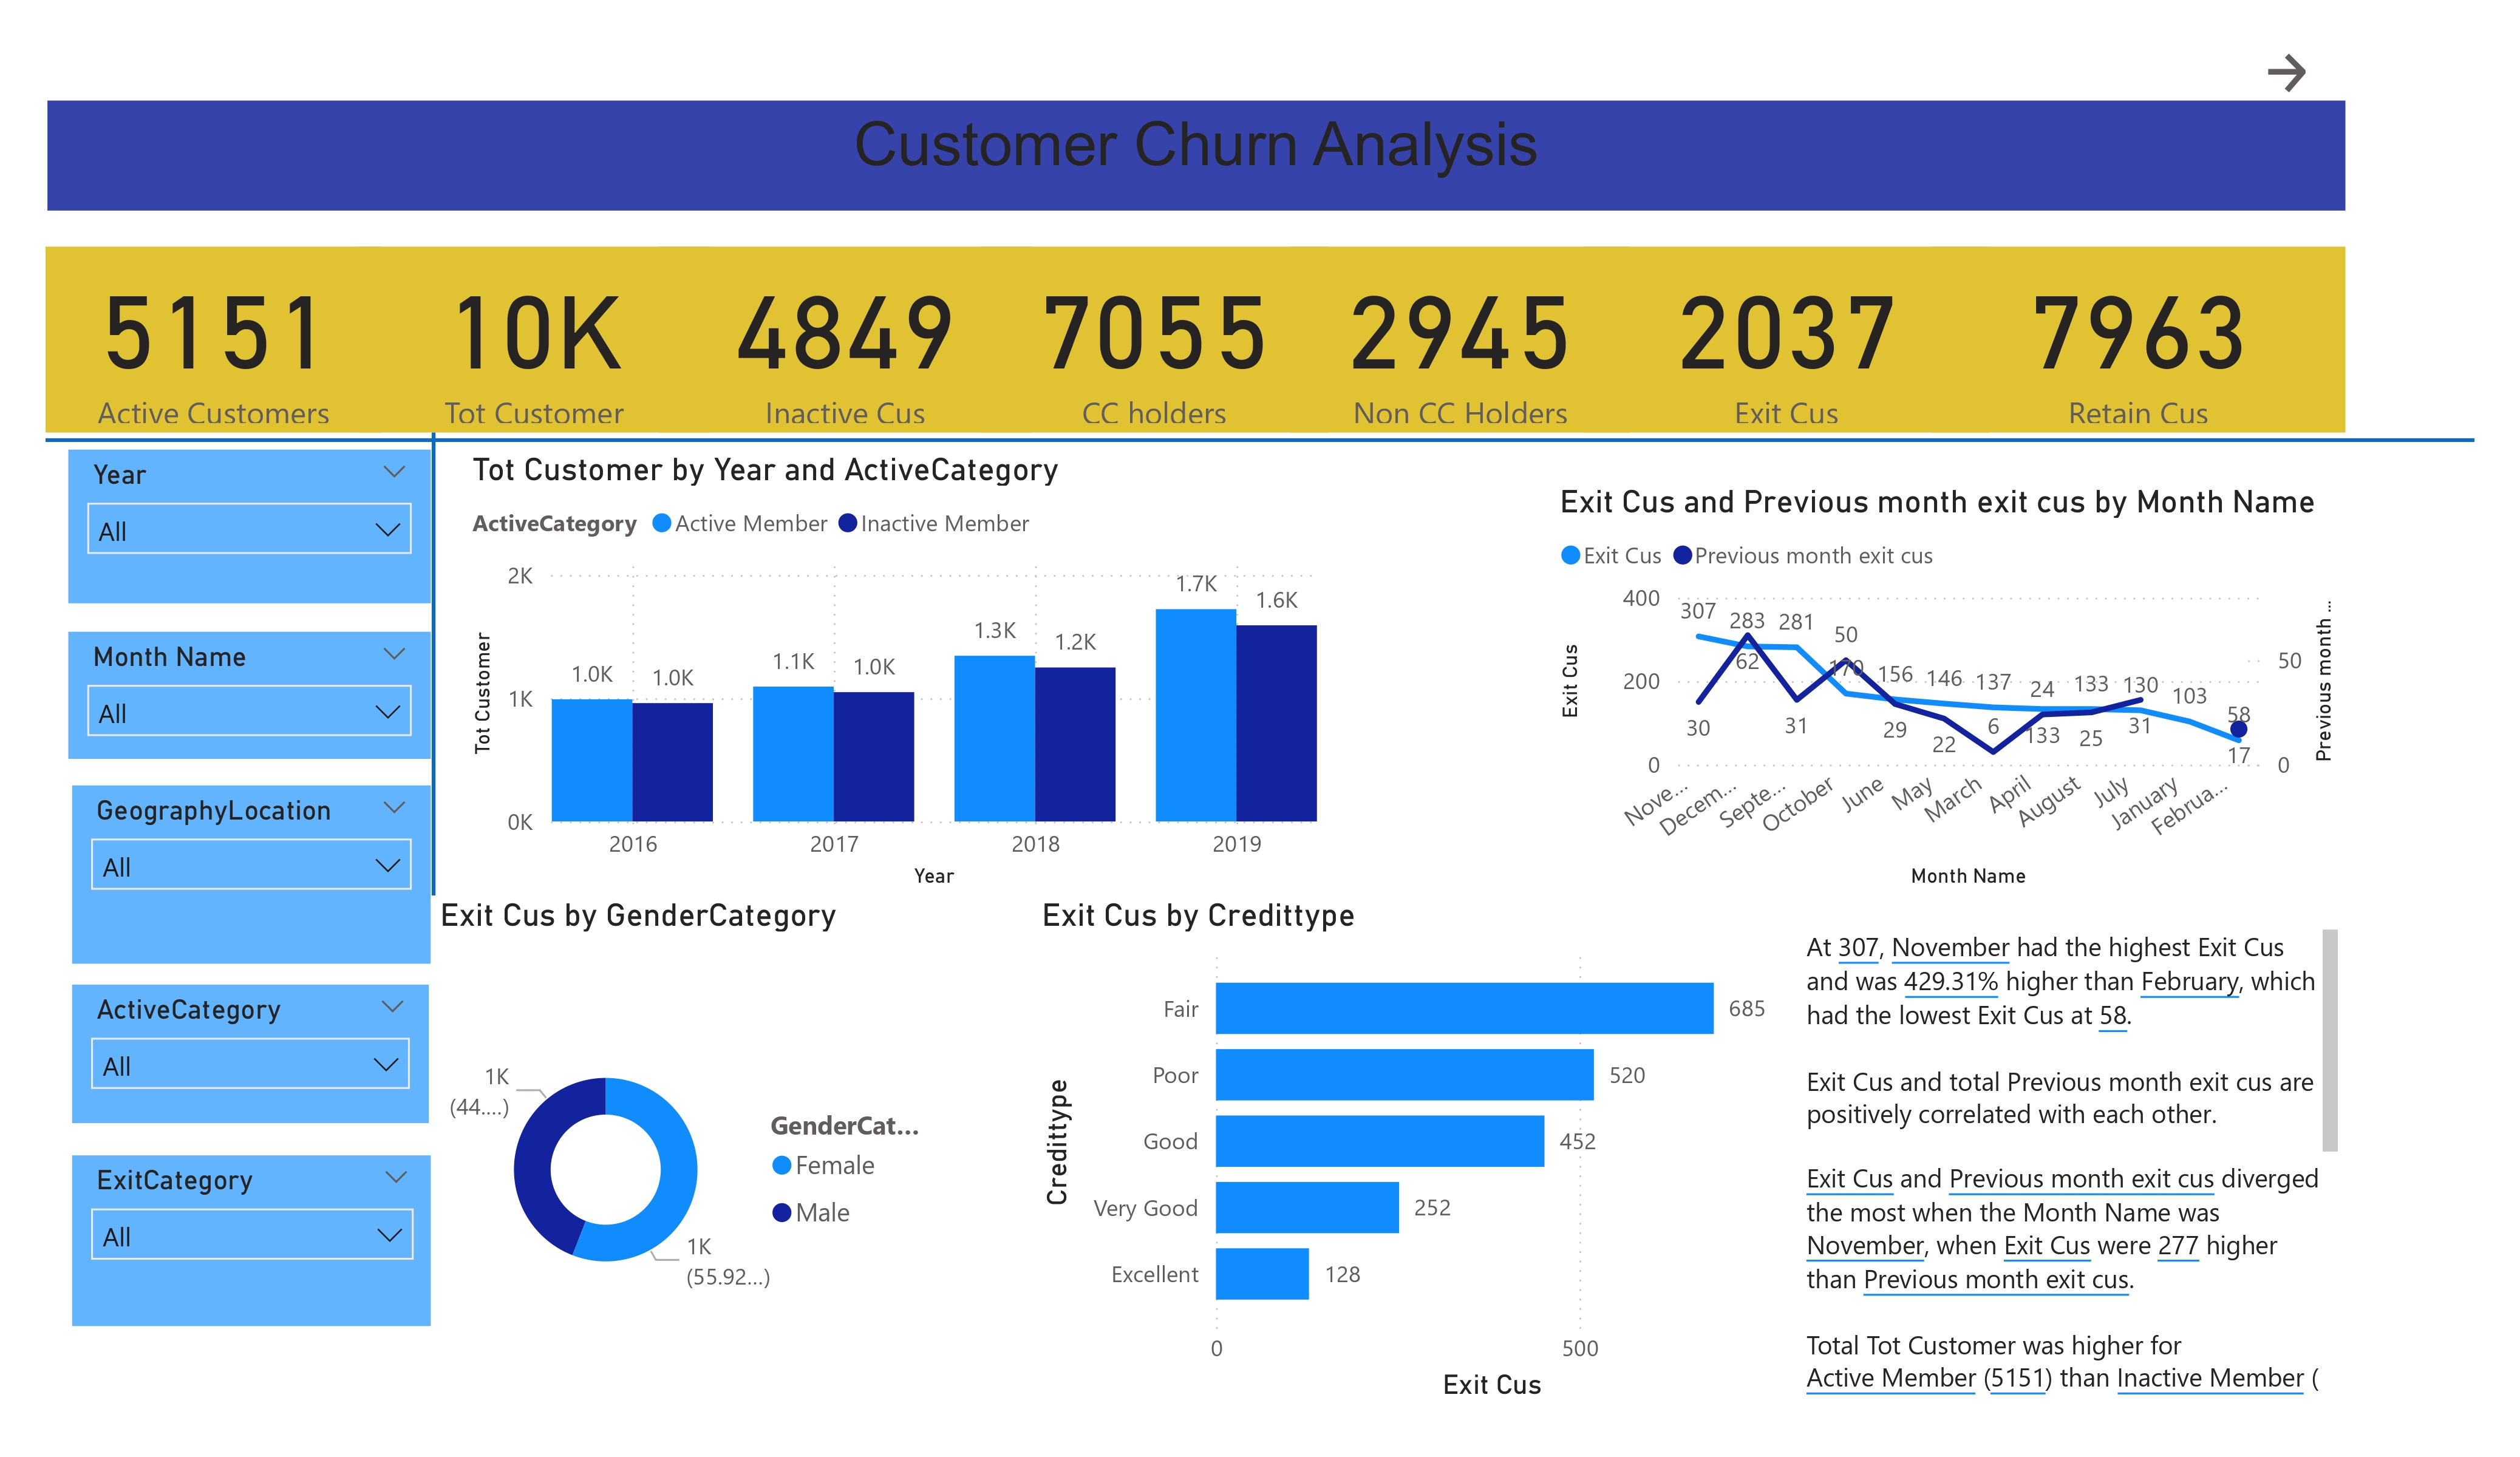 Customer Churn Analysis
5151
Active Customers
10K
Tot Customer
4849
Inactive Cus
7055
CC holders
2945
Non CC Holders
2037
Exit Cus
7963
Retain Cus
Year
All
Month Name
All
GeographyLocation
All
ActiveCategory
All
ExitCategory
All
Tot Customer by Year and ActiveCategory
ActiveCategory Active Member Inactive Member
Tot Customer
2K
1K
0K
1.0K 1.0K 1.1K 1.0K 1.3K 1.2K 1.7K 1.6K
2016 2017 2018 2019
Year
Exit Cus and Previous month exit cus by Month Name
Exit Cus Previous month exit cus
Exit Cus
400
200
0
307 283 281 170 156 146 137 133 133 130 103 58
30 62 31 50 29 22 6 24 25 31 17
50
0
Previous month ...
Nove... Decem... Septe... October June May March April August July January Februa...
Month Name
Exit Cus by GenderCategory
1K
(44....)
1K
(55.92...)
GenderCat...
Female
Male
Exit Cus by Credittype
Credittype
Fair 685
Poor 520
Good 452
Very Good 252
Excellent 128
0 500
Exit Cus
At 307, November had the highest Exit Cus
and was 429.31% higher than February, which
had the lowest Exit Cus at 58.
Exit Cus and total Previous month exit cus are
positively correlated with each other.
Exit Cus and Previous month exit cus diverged
the most when the Month Name was
November, when Exit Cus were 277 higher
than Previous month exit cus.
Total Tot Customer was higher for
Active Member (5151) than Inactive Member (